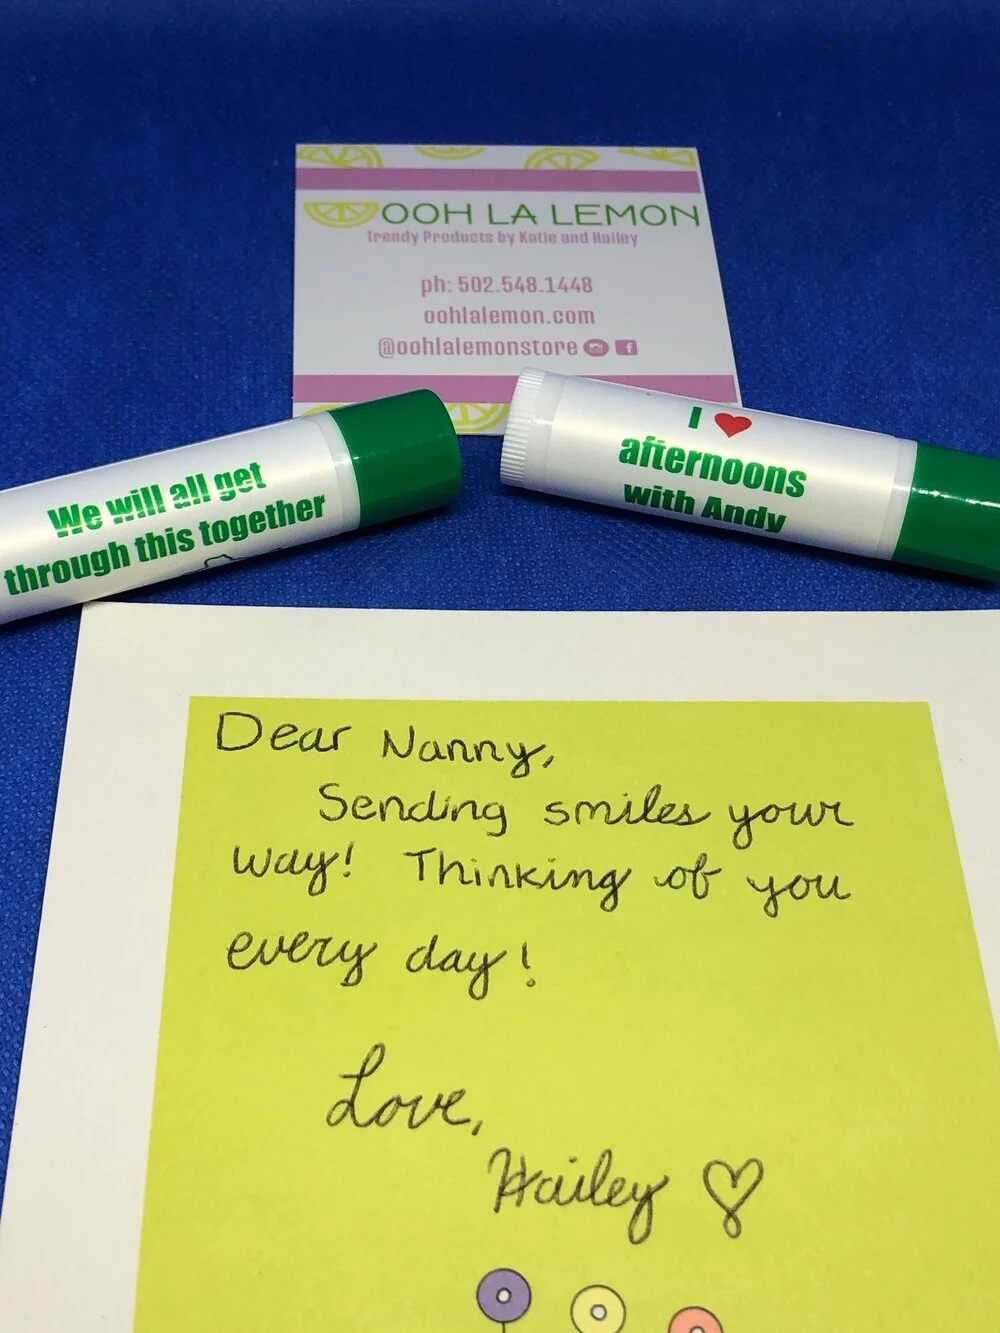 OOH LA LEMON
Trendy Products by Katie and Hailey
ph: 502.548.1448
oohlalemon.com
@oohlalemonstore
We will all get
through this together
I ❤
afternoons
with Andy
Dear Nanny,
Sending smiles your
way! Thinking of you
every day!
Love,
Hailey ♡